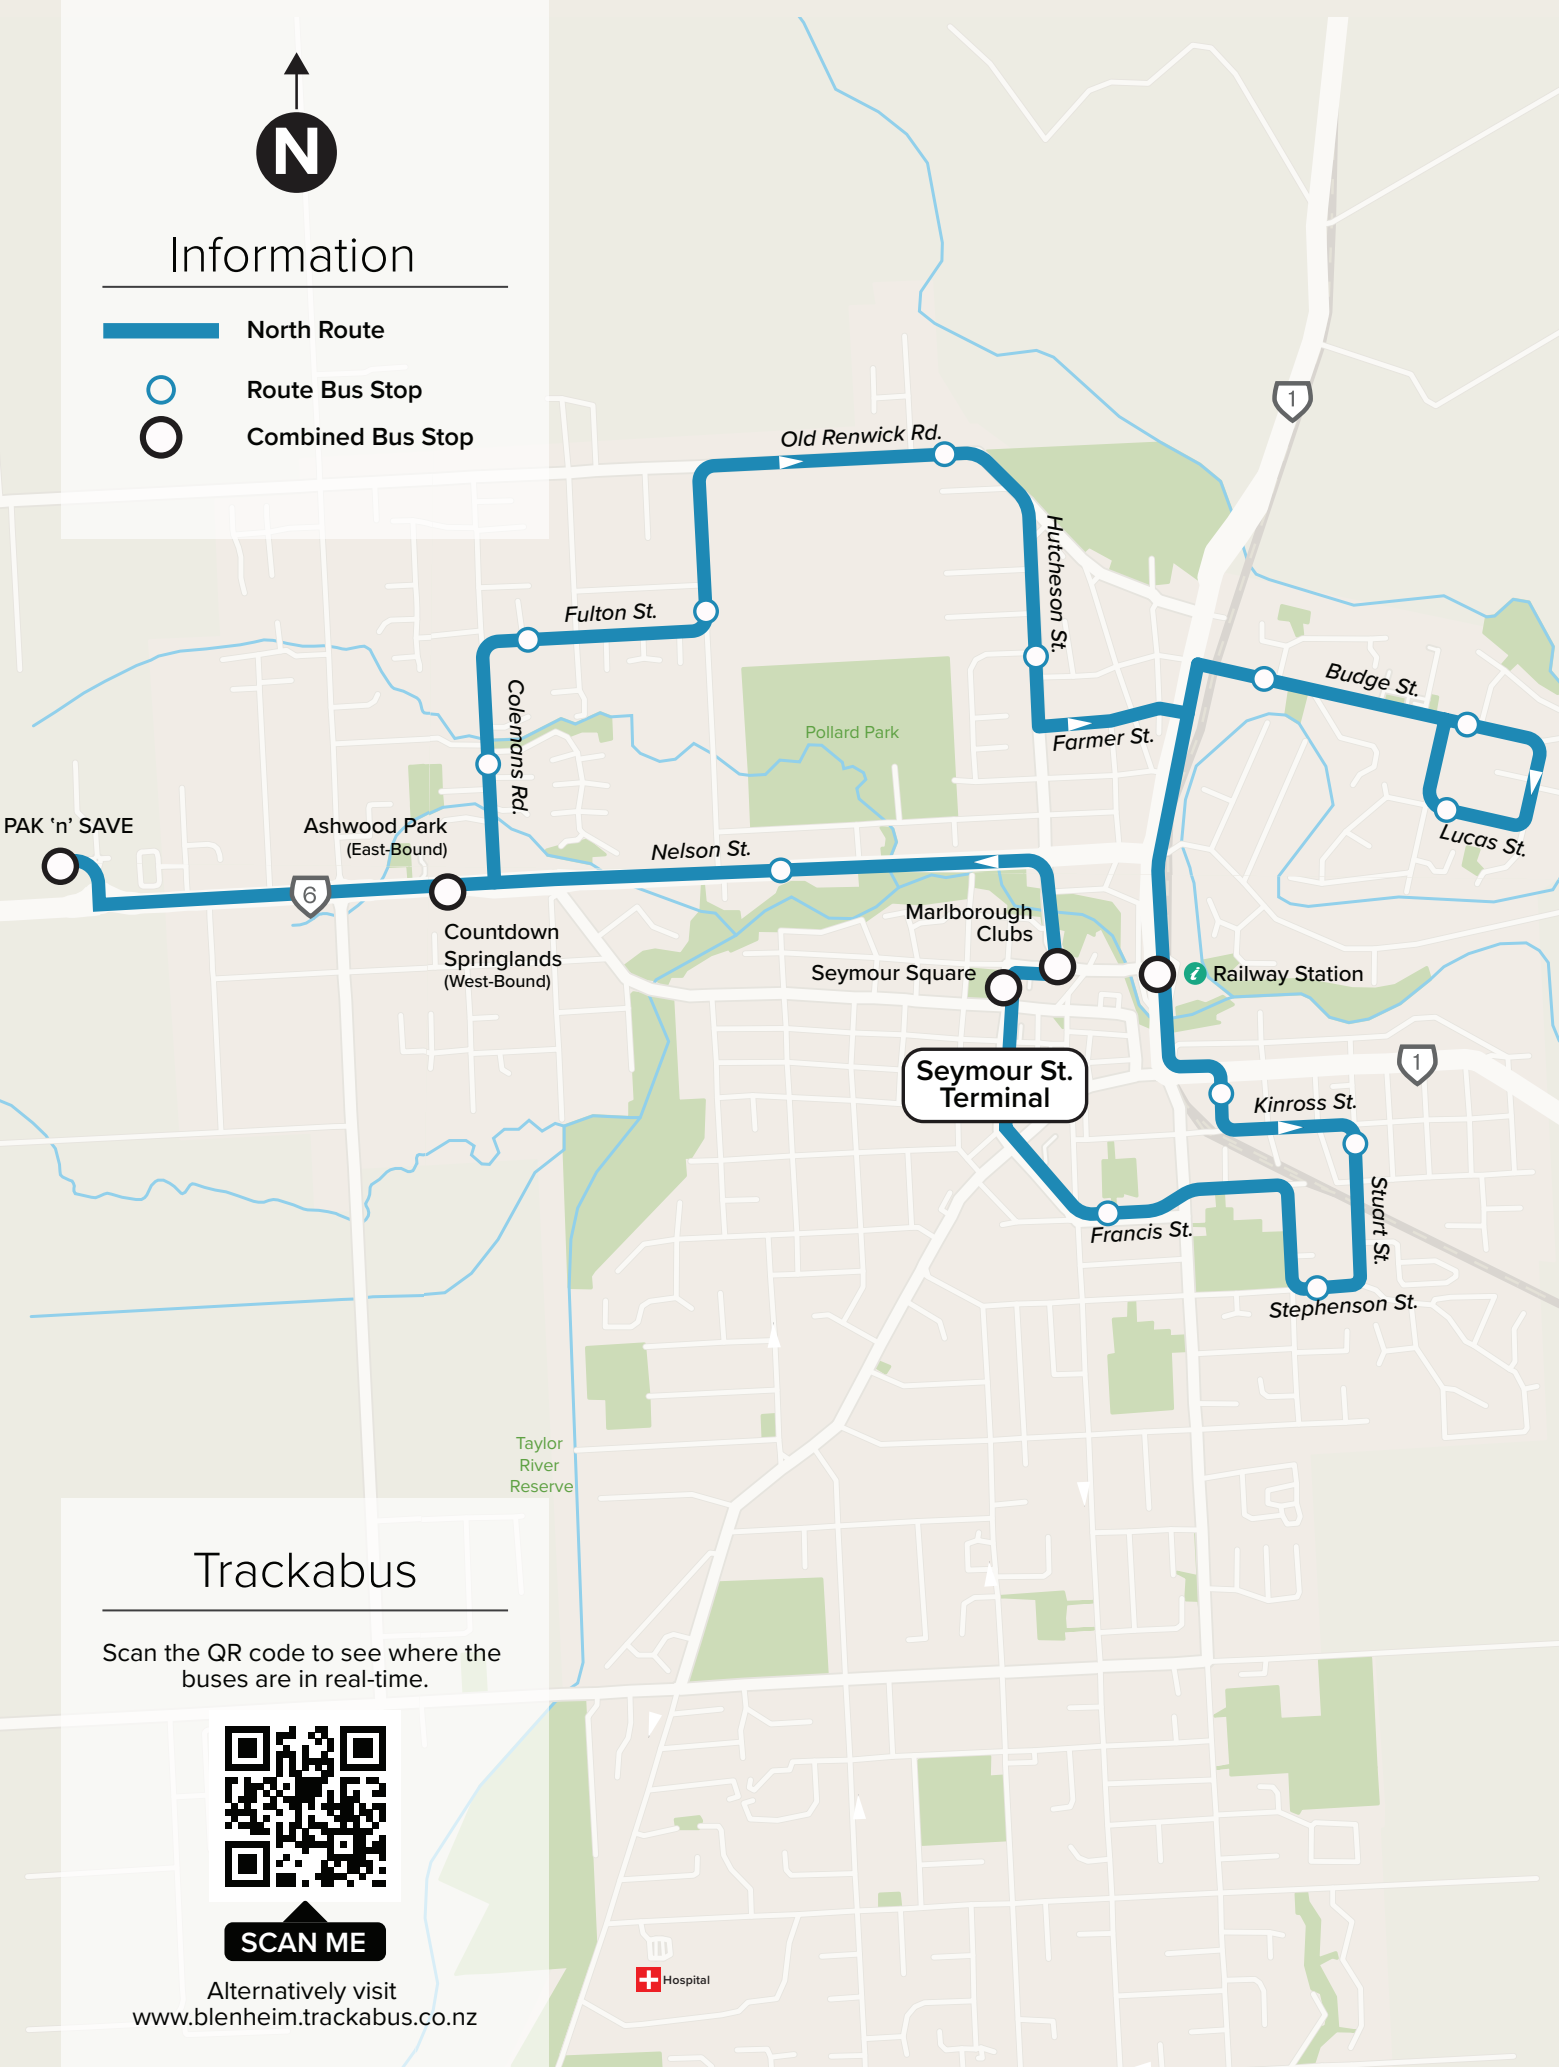 N
Information
North Route
Route Bus Stop
Combined Bus Stop
1
Old Renwick Rd.
Hutcheson St.
Fulton St.
Colemans Rd.
Budge St.
Pollard Park
Farmer St.
PAK ‘n’ SAVE
Ashwood Park
(East-Bound)
Nelson St.
Lucas St.
6
Countdown
Springlands
(West-Bound)
Marlborough
Clubs
Seymour Square
i Railway Station
Seymour St.
Terminal
1
Kinross St.
Stuart St.
Francis St.
Stephenson St.
Taylor
River
Reserve
Trackabus
Scan the QR code to see where the
buses are in real-time.
SCAN ME
Alternatively visit
www.blenheim.trackabus.co.nz
Hospital